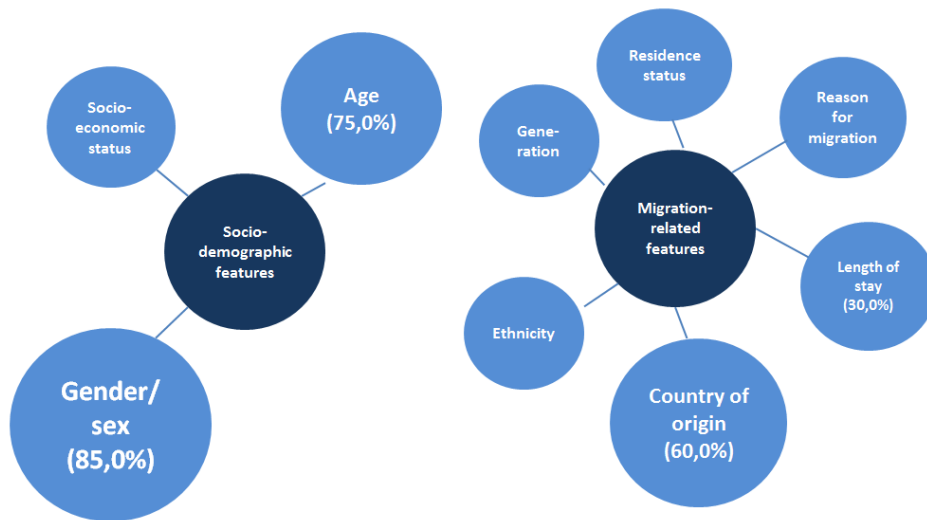 Socio-
economic
status
Age
(75,0%)
Socio-
demographic
features
Gender/
sex
(85,0%)
Residence
status
Reason
for
migration
Gene-
ration
Migration-
related
features
Length of
stay
(30,0%)
Ethnicity
Country of
origin
(60,0%)